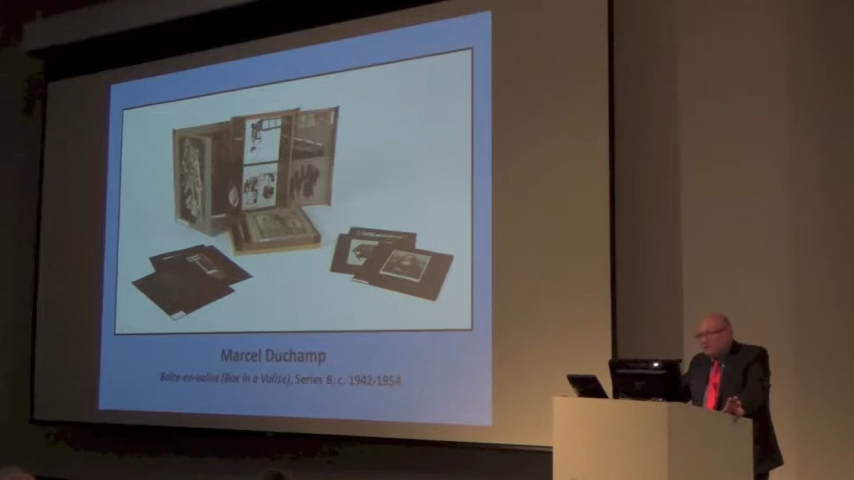 Marcel Duchamp
Boîte-en-valise (Box in a Valise), Series B, c. 1942-1954